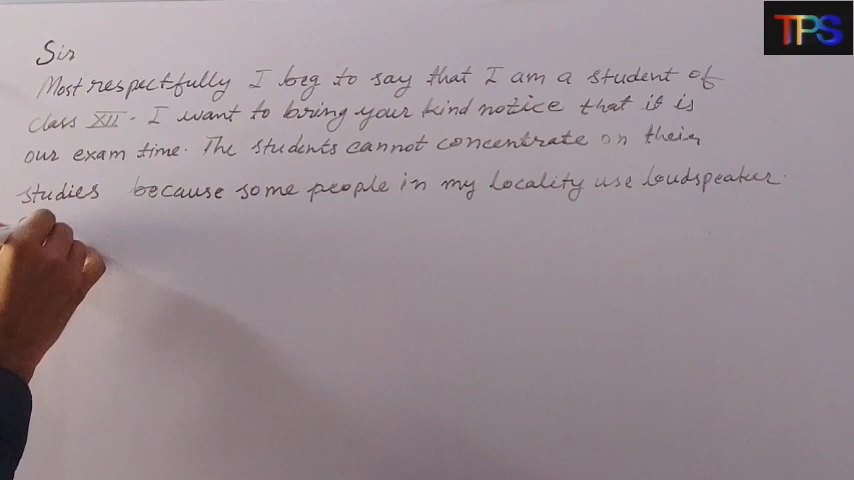 TPS
Sir
Most respectfully I beg to say that I am a student of
class XII. I want to bring your kind notice that it is
our exam time. The students cannot concentrate on their
studies because some people in my locality use loudspeaker.